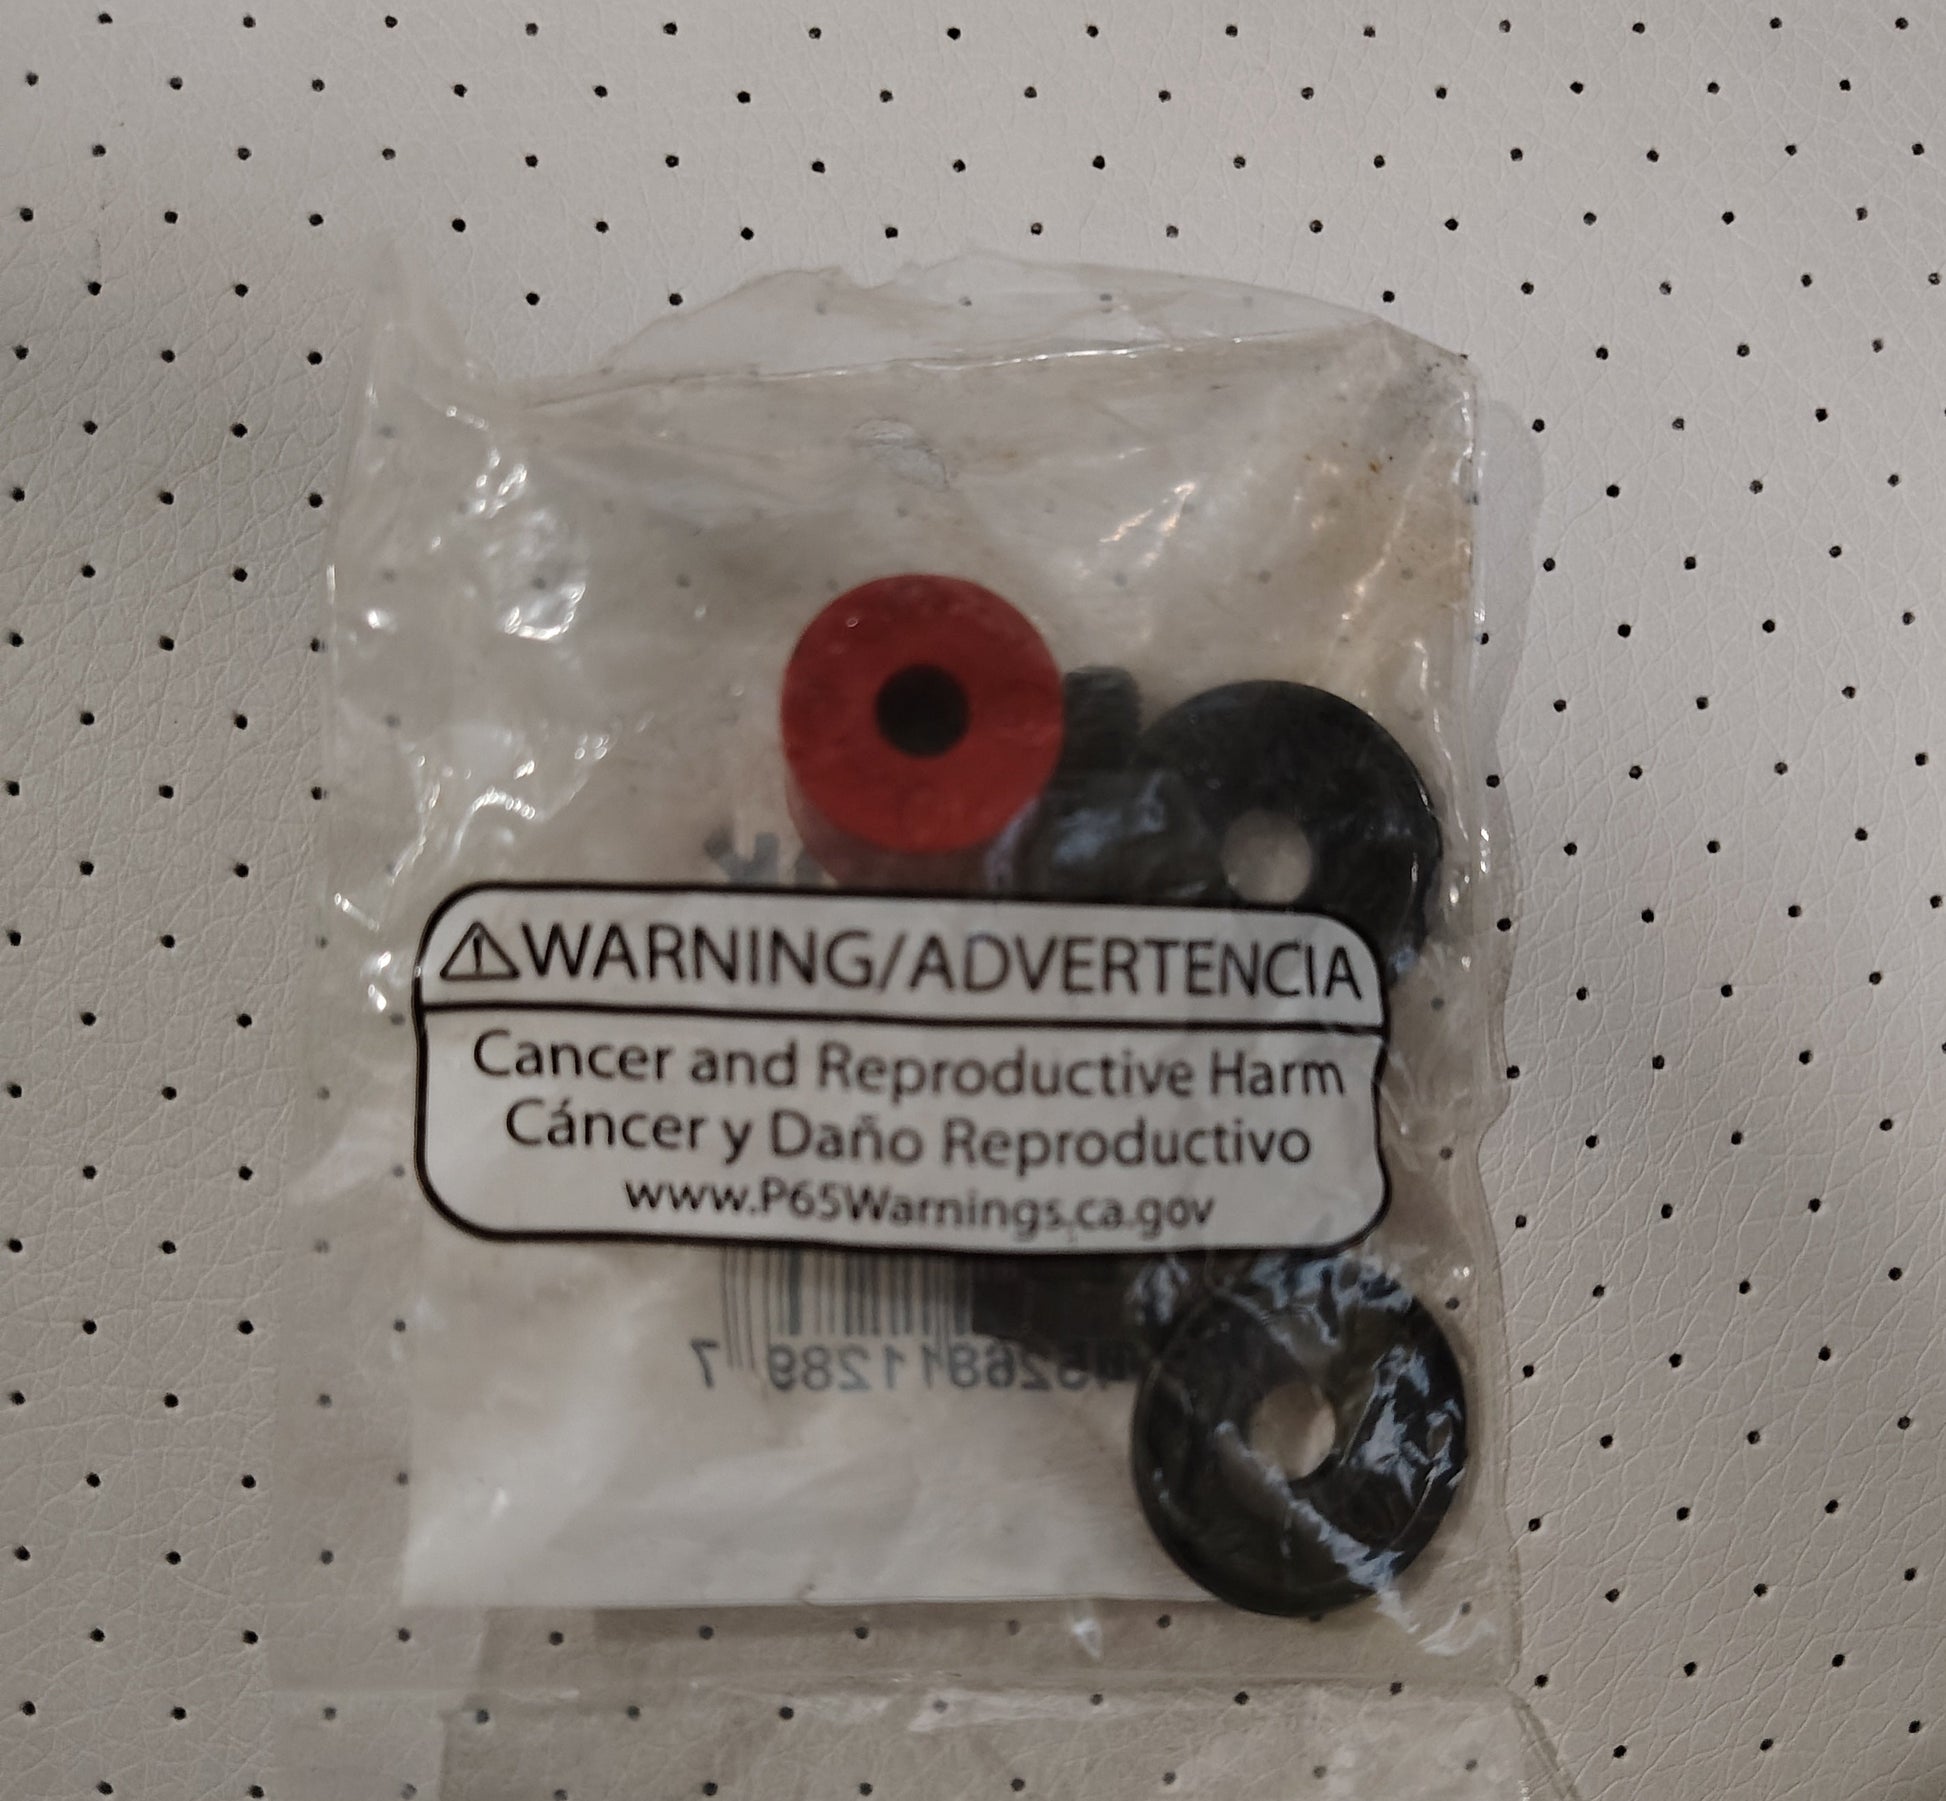 ⚠WARNING/ADVERTENCIA
Cancer and Reproductive Harm
Cáncer y Daño Reproductivo
www.P65Warnings.ca.gov